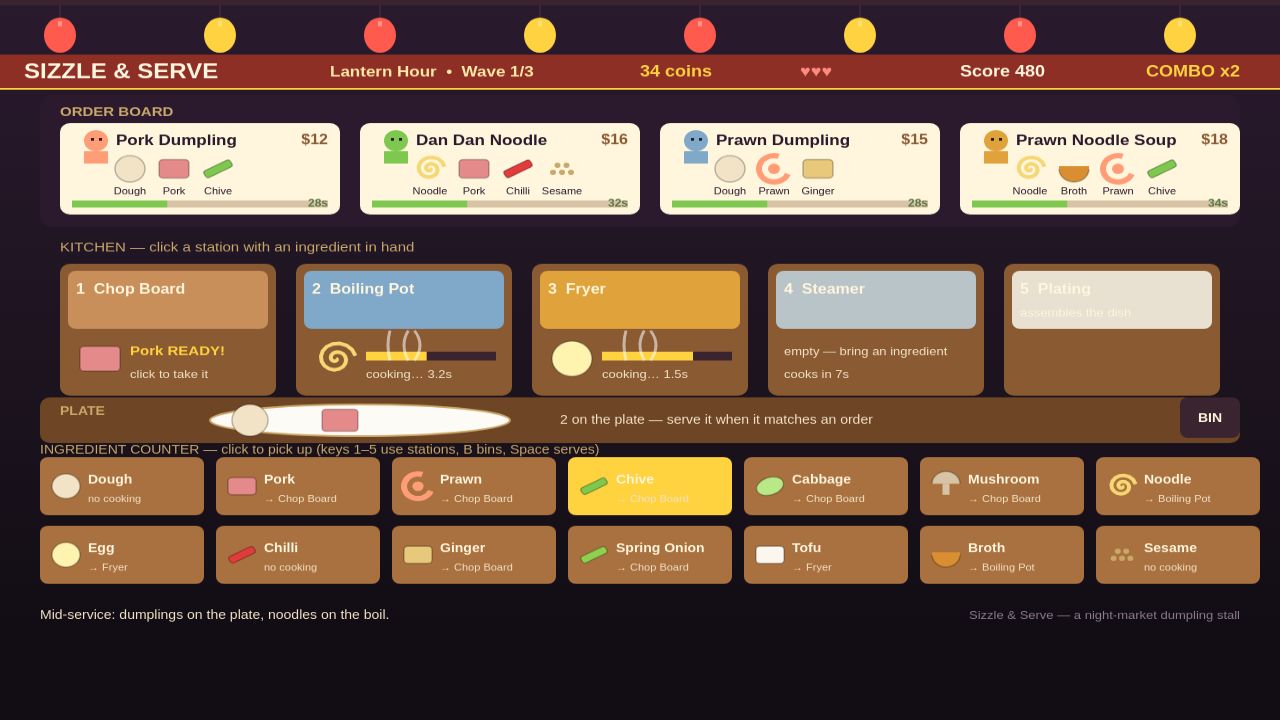 SIZZLE & SERVE
Lantern Hour • Wave 1/3
34 coins
♥♥♥
Score 480
COMBO x2
ORDER BOARD
Pork Dumpling $12
Dough Pork Chive
28s
Dan Dan Noodle $16
Noodle Pork Chilli Sesame
32s
Prawn Dumpling $15
Dough Prawn Ginger
28s
Prawn Noodle Soup $18
Noodle Broth Prawn Chive
34s
KITCHEN — click a station with an ingredient in hand
1 Chop Board
Pork READY!
click to take it
2 Boiling Pot
cooking… 3.2s
3 Fryer
cooking… 1.5s
4 Steamer
empty — bring an ingredient
cooks in 7s
5 Plating
assembles the dish
PLATE
2 on the plate — serve it when it matches an order
BIN
INGREDIENT COUNTER — click to pick up (keys 1–5 use stations, B bins, Space serves)
Dough
no cooking
Pork
→ Chop Board
Prawn
→ Chop Board
Chive
→ Chop Board
Cabbage
→ Chop Board
Mushroom
→ Chop Board
Noodle
→ Boiling Pot
Egg
→ Fryer
Chilli
no cooking
Ginger
→ Chop Board
Spring Onion
→ Chop Board
Tofu
→ Fryer
Broth
→ Boiling Pot
Sesame
no cooking
Mid-service: dumplings on the plate, noodles on the boil.
Sizzle & Serve — a night-market dumpling stall